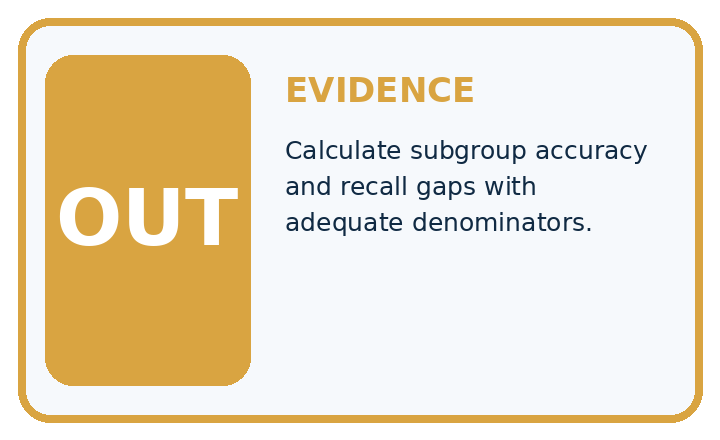 OUT
EVIDENCE
Calculate subgroup accuracy
and recall gaps with
adequate denominators.